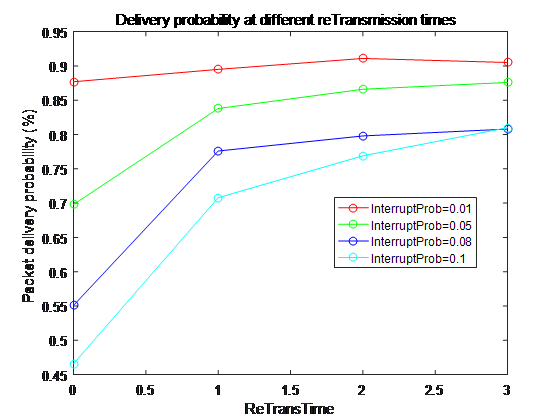 Delivery probability at different reTransmission times
0.95
0.9
0.85
0.8
0.75
0.7
0.65
0.6
0.55
0.5
0.45
Packet delivery probability (%)
InterruptProb=0.01
InterruptProb=0.05
InterruptProb=0.08
InterruptProb=0.1
0 0.5 1 1.5 2 2.5 3
ReTransTime